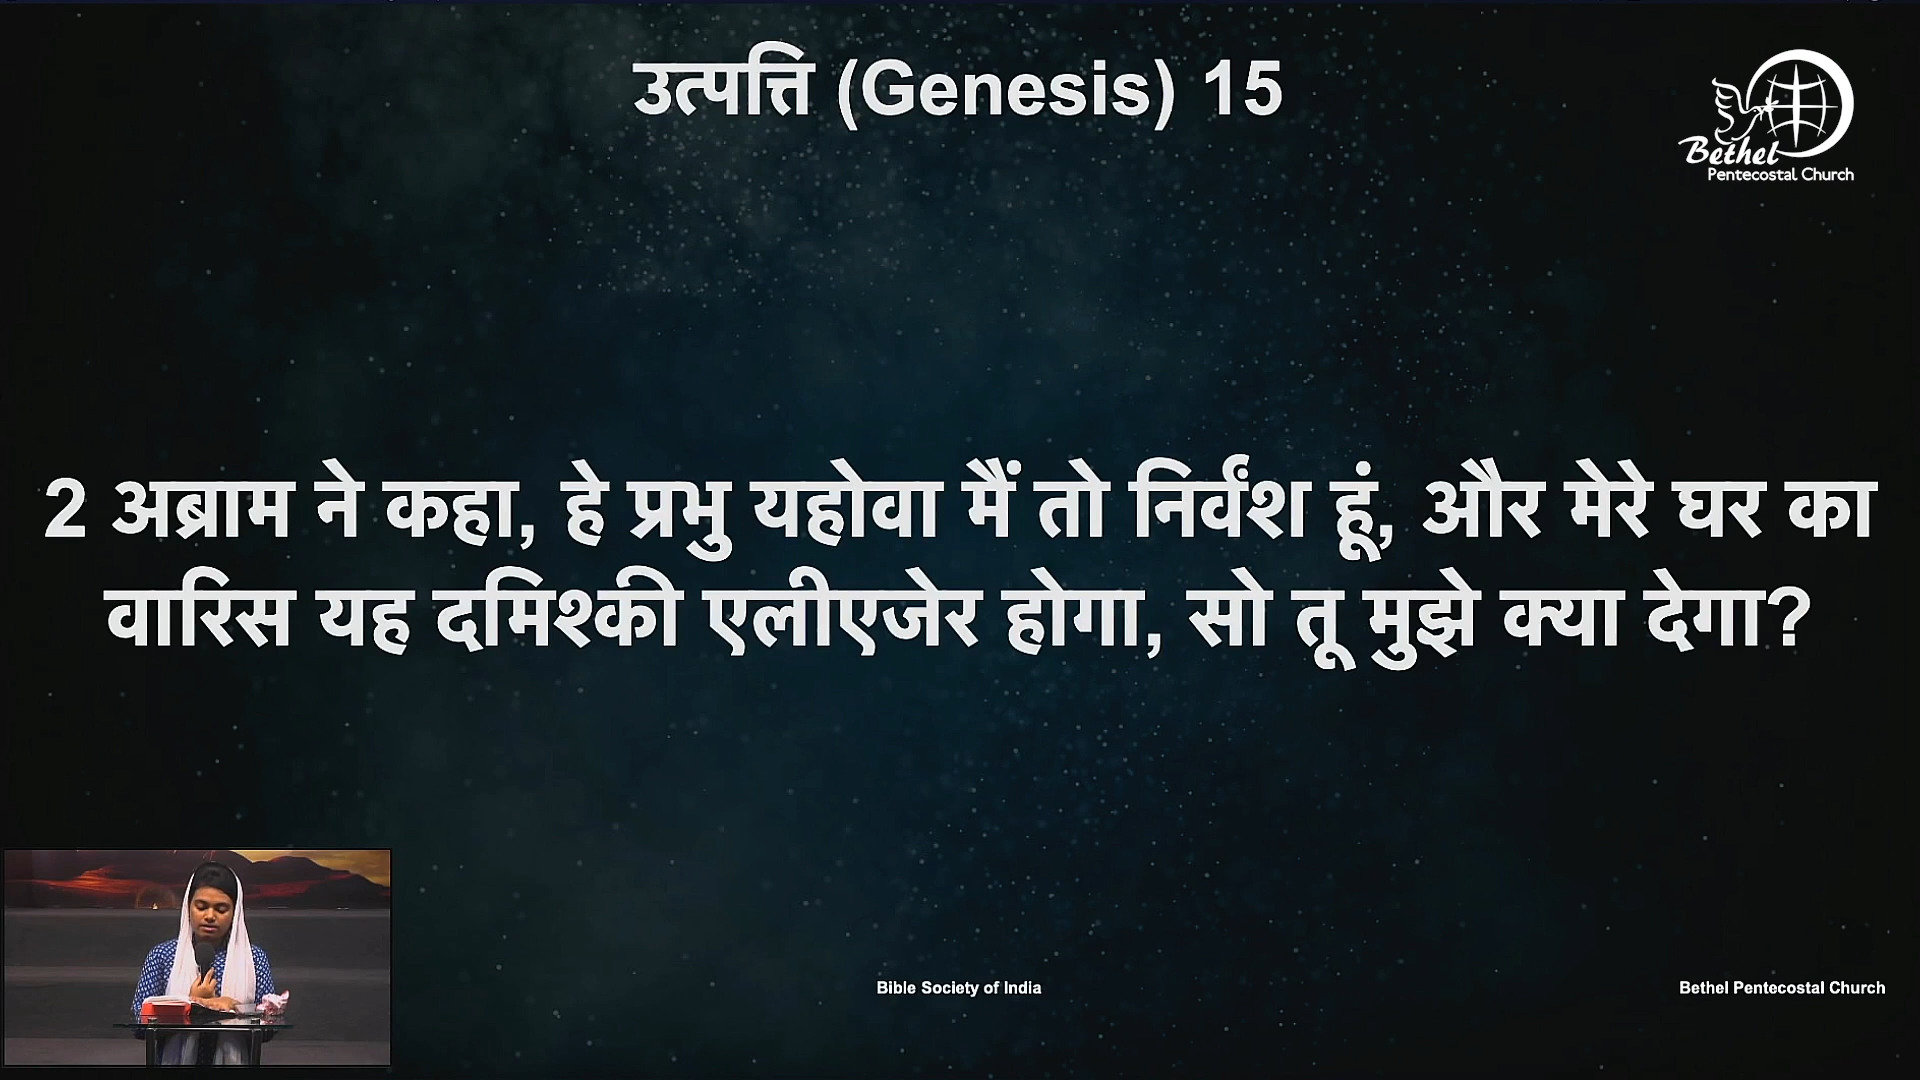 उत्पत्ति (Genesis) 15
Bethel
Pentecostal Church
2 अब्राम ने कहा, हे प्रभु यहोवा मैं तो निर्वंश हूं, और मेरे घर का
वारिस यह दमिश्की एलीएजेर होगा, सो तू मुझे क्या देगा?
Bible Society of India
Bethel Pentecostal Church